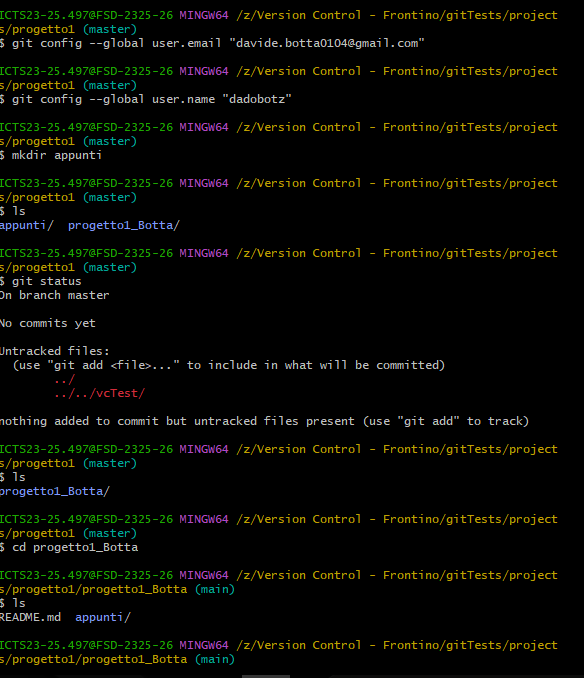 ICTS23-25.497@FSD-2325-26 MINGW64 /z/Version Control - Frontino/gitTests/project
s/progetto1 (master)
$ git config --global user.email "davide.botta0104@gmail.com"
ICTS23-25.497@FSD-2325-26 MINGW64 /z/Version Control - Frontino/gitTests/project
s/progetto1 (master)
$ git config --global user.name "dadobotz"
ICTS23-25.497@FSD-2325-26 MINGW64 /z/Version Control - Frontino/gitTests/project
s/progetto1 (master)
$ mkdir appunti
ICTS23-25.497@FSD-2325-26 MINGW64 /z/Version Control - Frontino/gitTests/project
s/progetto1 (master)
$ ls
appunti/  progetto1_Botta/
ICTS23-25.497@FSD-2325-26 MINGW64 /z/Version Control - Frontino/gitTests/project
s/progetto1 (master)
$ git status
On branch master
No commits yet
Untracked files:
  (use "git add <file>..." to include in what will be committed)
        ../
        ../../vcTest/
nothing added to commit but untracked files present (use "git add" to track)
ICTS23-25.497@FSD-2325-26 MINGW64 /z/Version Control - Frontino/gitTests/project
s/progetto1 (master)
$ ls
progetto1_Botta/
ICTS23-25.497@FSD-2325-26 MINGW64 /z/Version Control - Frontino/gitTests/project
s/progetto1 (master)
$ cd progetto1_Botta
ICTS23-25.497@FSD-2325-26 MINGW64 /z/Version Control - Frontino/gitTests/project
s/progetto1/progetto1_Botta (main)
$ ls
README.md  appunti/
ICTS23-25.497@FSD-2325-26 MINGW64 /z/Version Control - Frontino/gitTests/project
s/progetto1/progetto1_Botta (main)